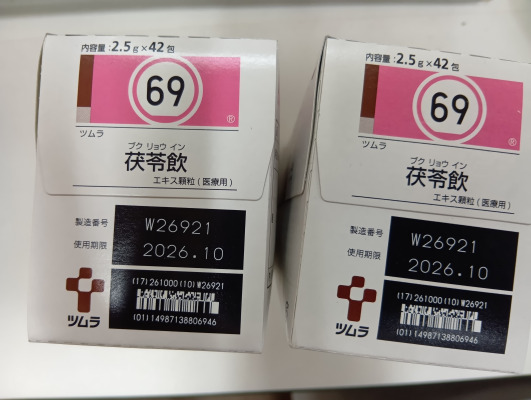 内容量:2.5g×42包
69
®
ツムラ
ブク リョウ イン
茯苓飲
エキス顆粒(医療用)
製造番号 W26921
使用期限 2026.10
(17)261000(10)W26921
(01)14987138806946
ツムラ
内容量:2.5g×42包
69
®
ツムラ
ブク リョウ イン
茯苓飲
エキス顆粒(医療用)
製造番号 W26921
使用期限 2026.10
(17)261000(10)W26921
(01)14987138806946
ツムラ